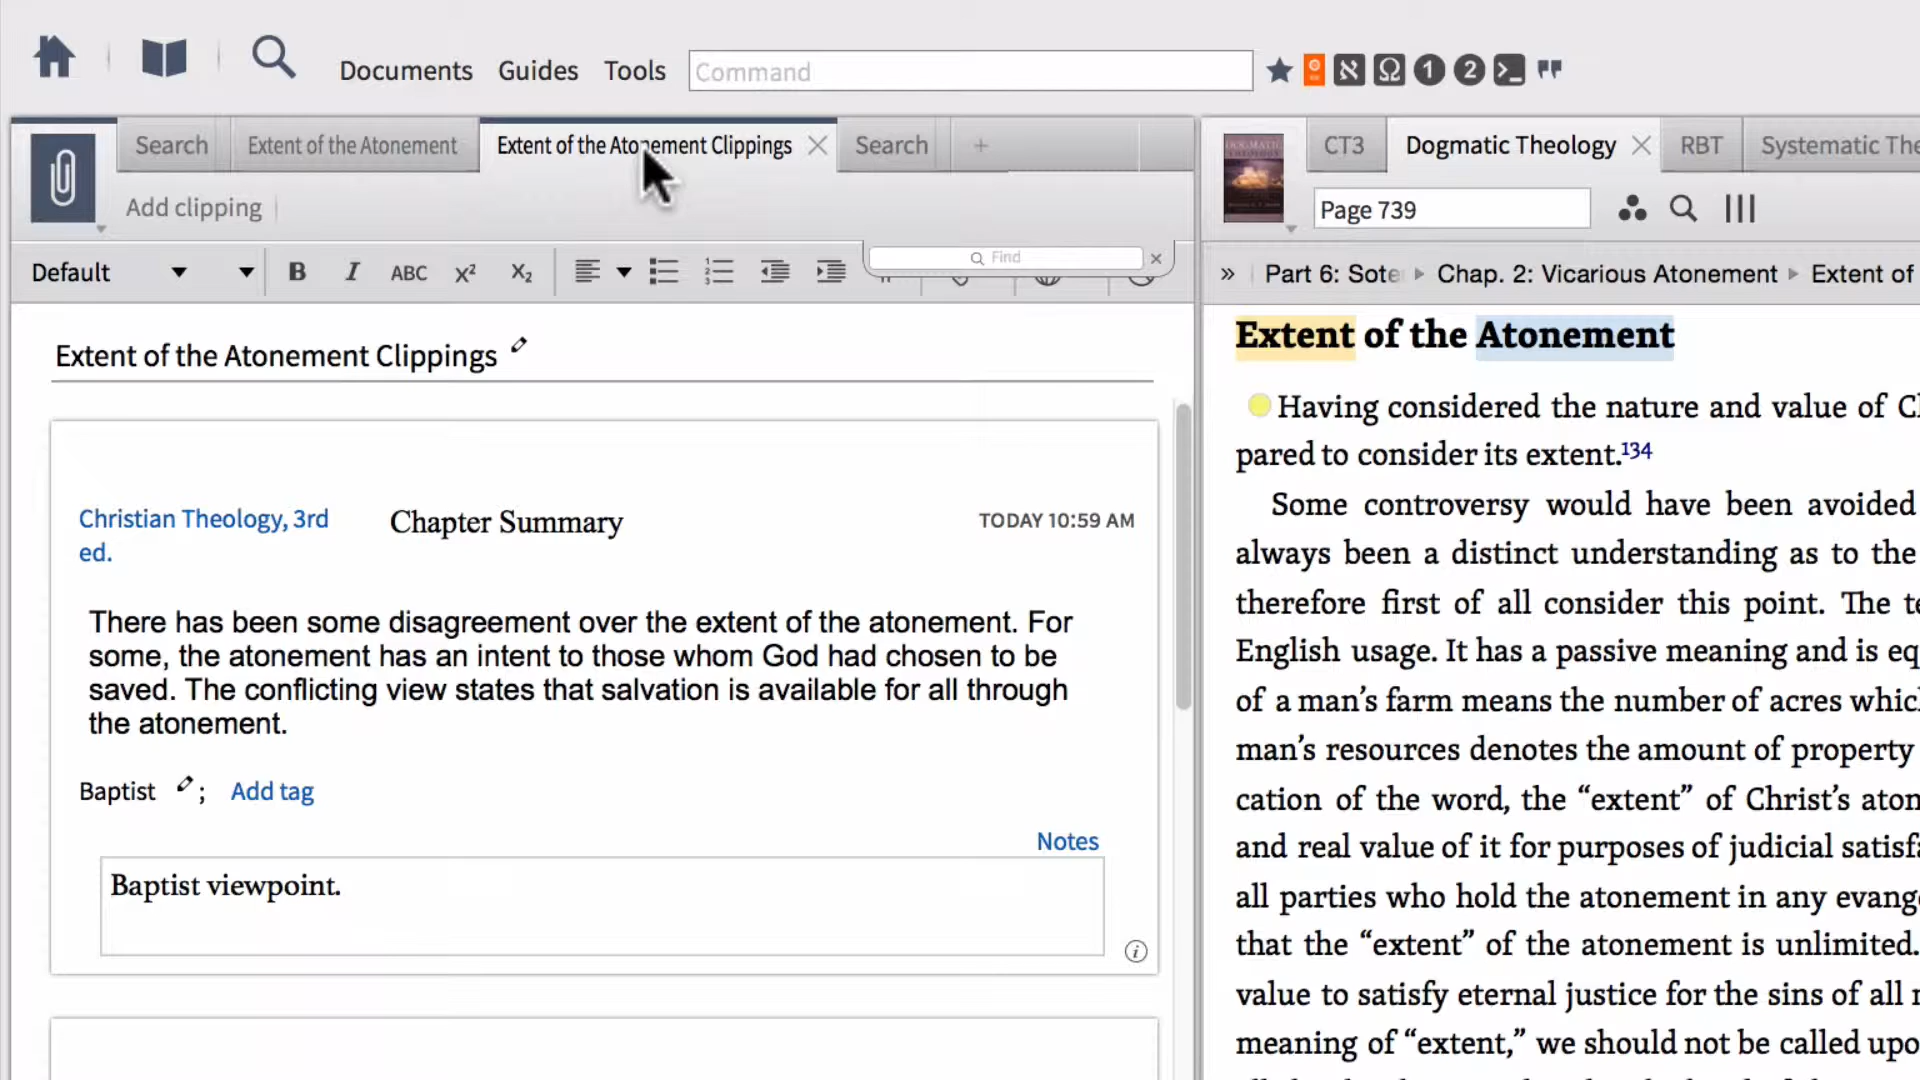 Documents Guides Tools Command
Search Extent of the Atonement Extent of the Atonement Clippings Search +
Add clipping
Find
Default B I ABC X² X₂
Extent of the Atonement Clippings
Christian Theology, 3rd ed.
Chapter Summary
TODAY 10:59 AM
There has been some disagreement over the extent of the atonement. For
some, the atonement has an intent to those whom God had chosen to be
saved. The conflicting view states that salvation is available for all through
the atonement.
Baptist ; Add tag
Notes
Baptist viewpoint.
CT3 Dogmatic Theology RBT Systematic The
DOGMATIC
Page 739
» Part 6: Sote Chap. 2: Vicarious Atonement Extent of
Extent of the Atonement
Having considered the nature and value of C
pared to consider its extent.¹³⁴
Some controversy would have been avoided
always been a distinct understanding as to the
therefore first of all consider this point. The te
English usage. It has a passive meaning and is eq
of a man’s farm means the number of acres whic
man’s resources denotes the amount of property
cation of the word, the “extent” of Christ’s aton
and real value of it for purposes of judicial satisfa
all parties who hold the atonement in any evang
that the “extent” of the atonement is unlimited.
value to satisfy eternal justice for the sins of all
meaning of “extent,” we should not be called upo